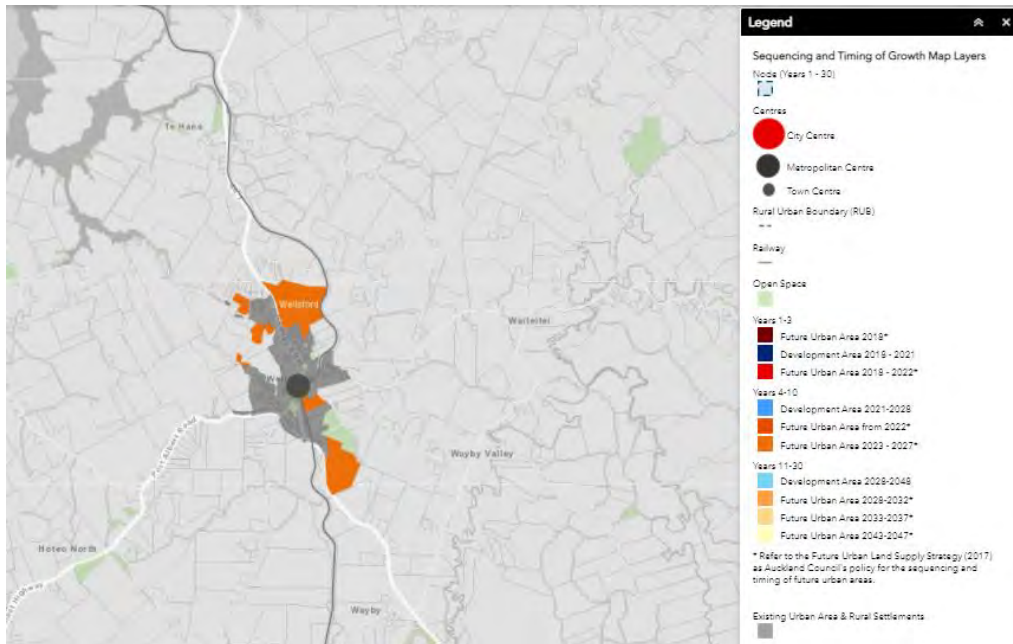 Te Hana
Wellsford
Waiteitei
We
Wayby Valley
Port Albert Road
Hoteo North
Highway
Wayby
Legend
Sequencing and Timing of Growth Map Layers
Node (Years 1 - 30)
Centres
City Centre
Metropolitan Centre
Town Centre
Rural Urban Boundary (RUB)
Railway
Open Space
Years 1-3
Future Urban Area 2018*
Development Area 2018 - 2021
Future Urban Area 2018 - 2022*
Years 4-10
Development Area 2021-2028
Future Urban Area from 2022*
Future Urban Area 2023 - 2027*
Years 11-30
Development Area 2028-2048
Future Urban Area 2028-2032*
Future Urban Area 2033-2037*
Future Urban Area 2043-2047*
* Refer to the Future Urban Land Supply Strategy (2017)
as Auckland Council's policy for the sequencing and
timing of future urban areas.
Existing Urban Area & Rural Settlements